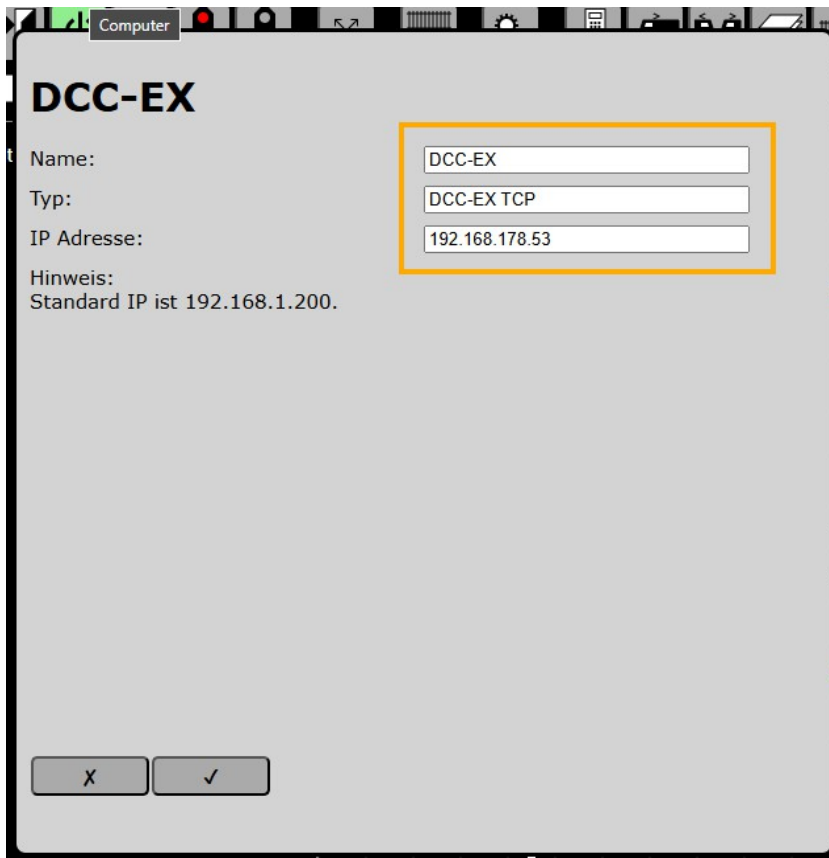 Computer
DCC-EX
Name: DCC-EX
Typ: DCC-EX TCP
IP Adresse: 192.168.178.53
Hinweis:
Standard IP ist 192.168.1.200.
✗ ✓